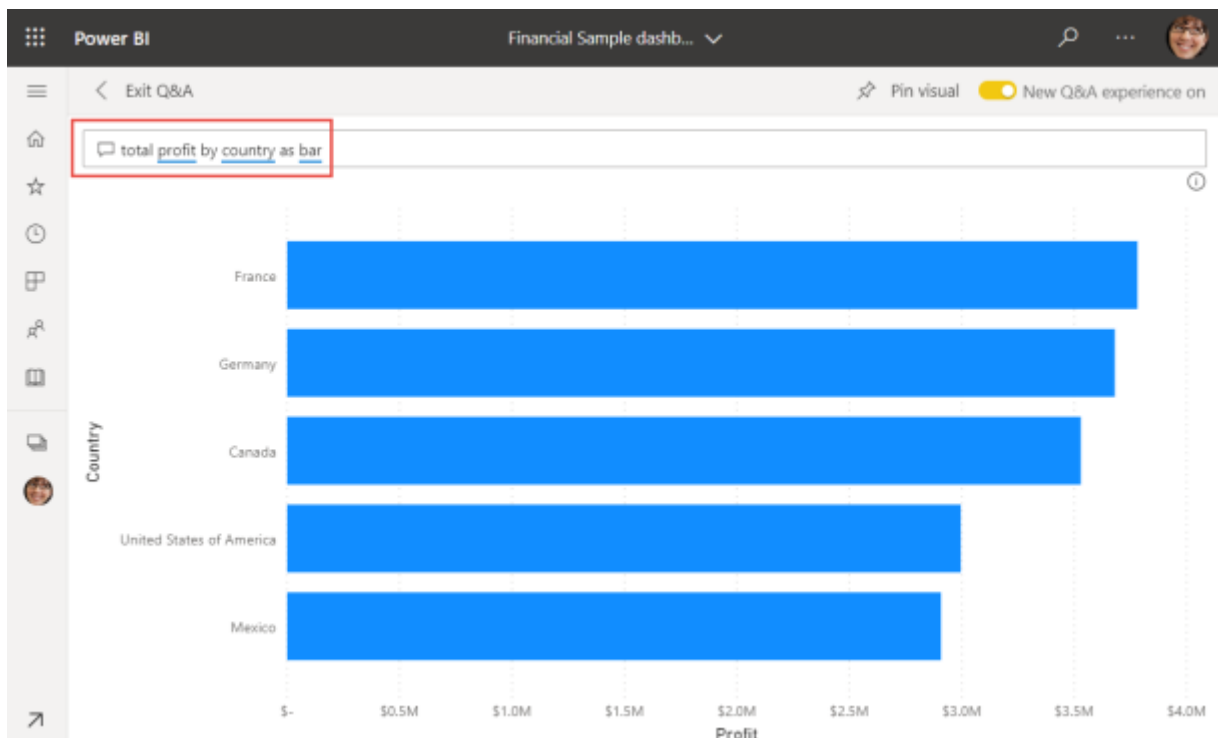 Power BI
Financial Sample dashb...
Exit Q&A
Pin visual
New Q&A experience on
total profit by country as bar
Country
France
Germany
Canada
United States of America
Mexico
$- $0.5M $1.0M $1.5M $2.0M $2.5M $3.0M $3.5M $4.0M
Profit